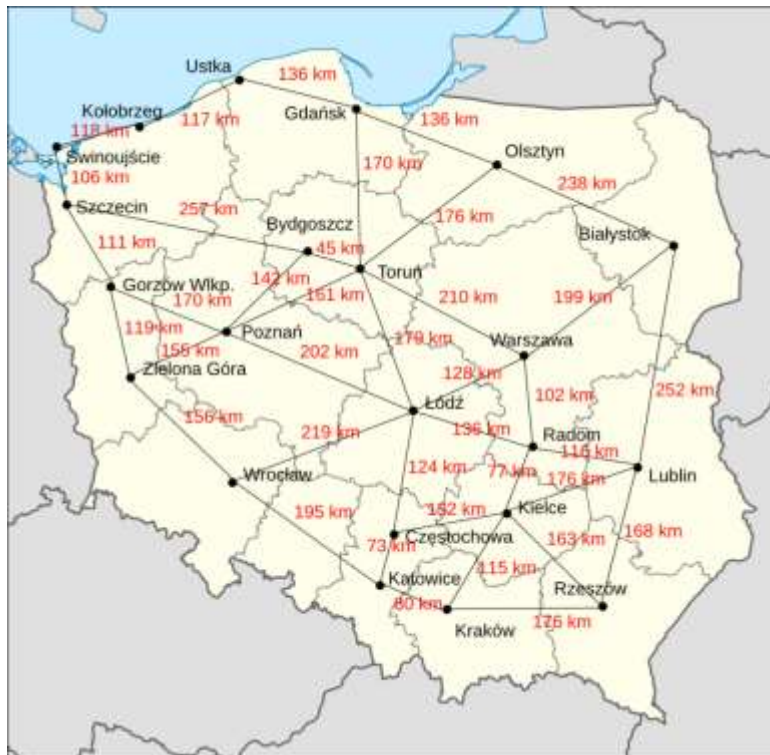 Ustka
136 km
Kołobrzeg
117 km
Gdańsk
136 km
118 km
Świnoujście
Olsztyn
106 km
170 km
238 km
Szczecin
257 km
176 km
Bydgoszcz
Białystok
111 km
45 km
Toruń
Gorzów Wlkp.
142 km
161 km
170 km
210 km
199 km
119 km
Poznań
179 km
Warszawa
155 km
202 km
Zielona Góra
128 km
252 km
102 km
156 km
Łódź
219 km
136 km
Radom
116 km
Wrocław
124 km
77 km
176 km
Lublin
195 km
152 km
Kielce
73 km
Częstochowa
163 km
168 km
115 km
Katowice
Rzeszów
80 km
Kraków
176 km